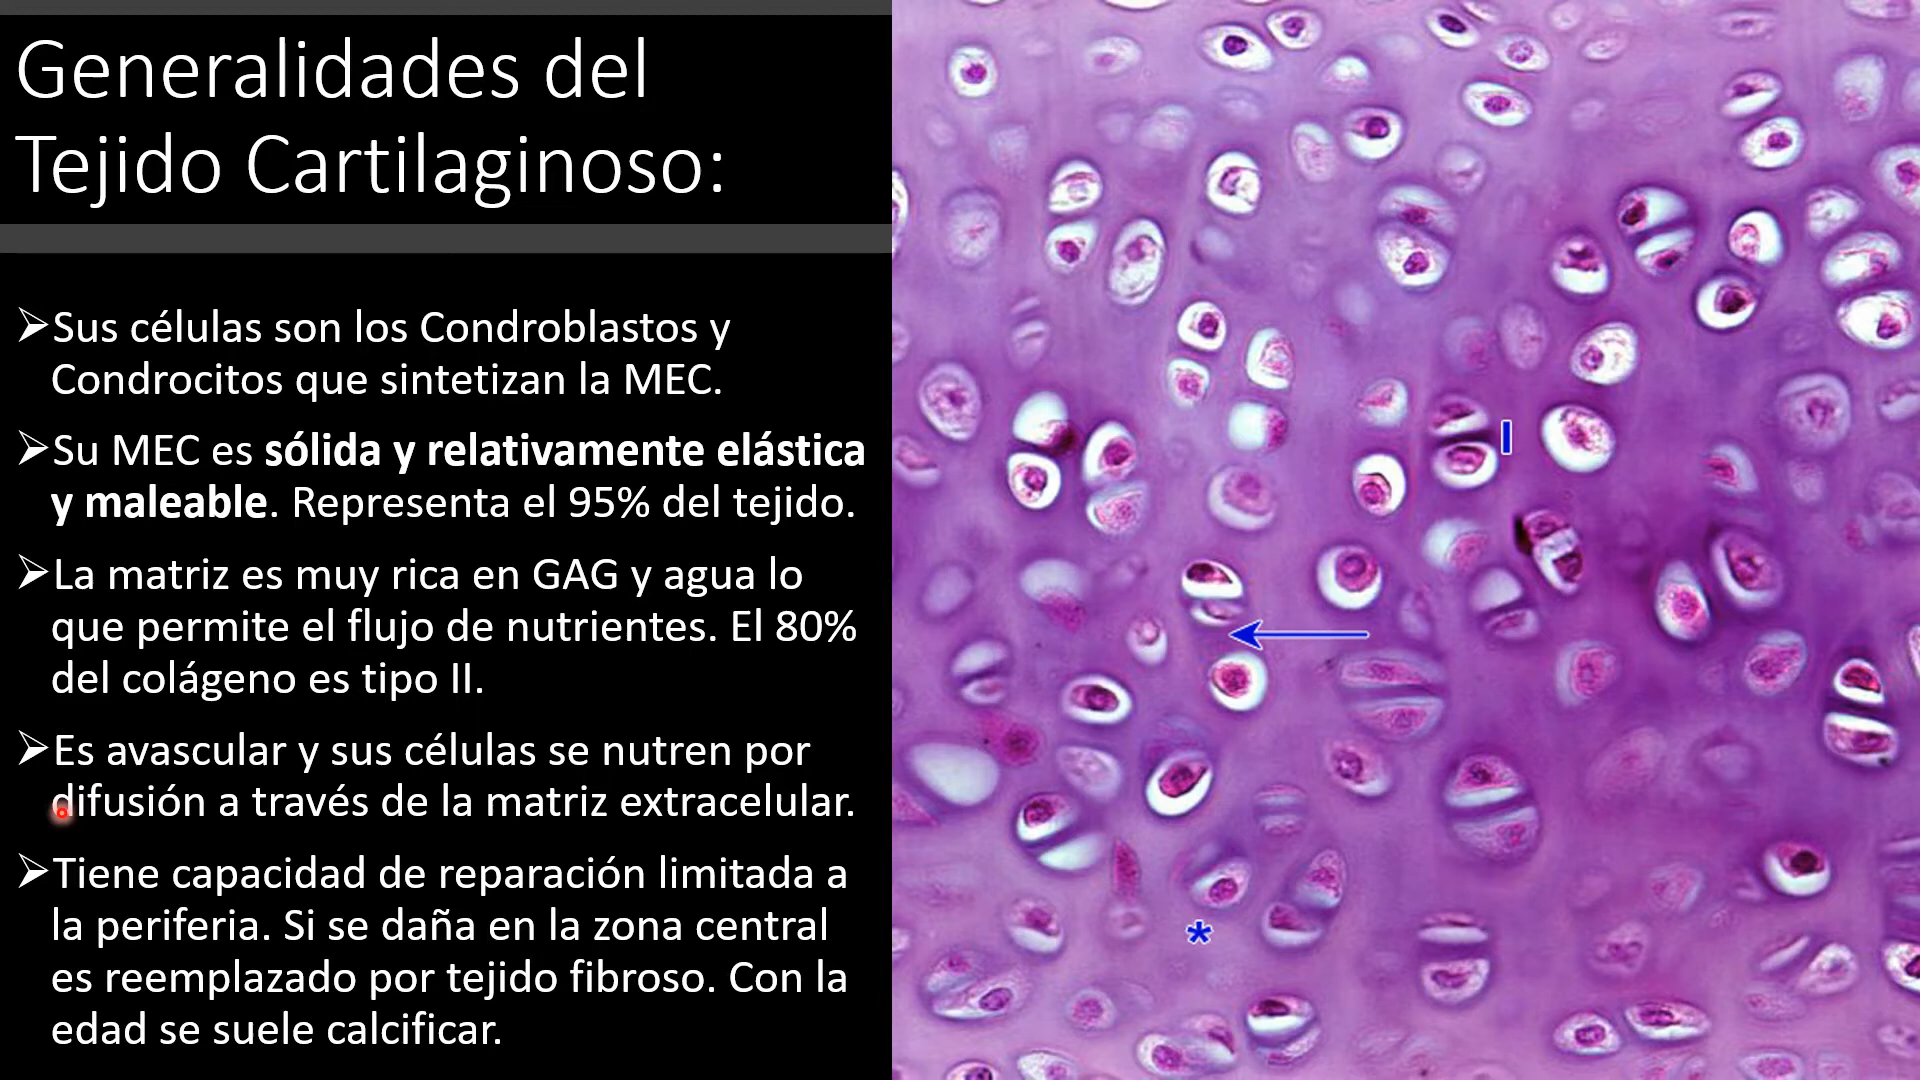 Generalidades del
Tejido Cartilaginoso:
➢Sus células son los Condroblastos y
Condrocitos que sintetizan la MEC.
➢Su MEC es sólida y relativamente elástica
y maleable. Representa el 95% del tejido.
➢La matriz es muy rica en GAG y agua lo
que permite el flujo de nutrientes. El 80%
del colágeno es tipo II.
➢Es avascular y sus células se nutren por
difusión a través de la matriz extracelular.
➢Tiene capacidad de reparación limitada a
la periferia. Si se daña en la zona central
es reemplazado por tejido fibroso. Con la
edad se suele calcificar.
I
*